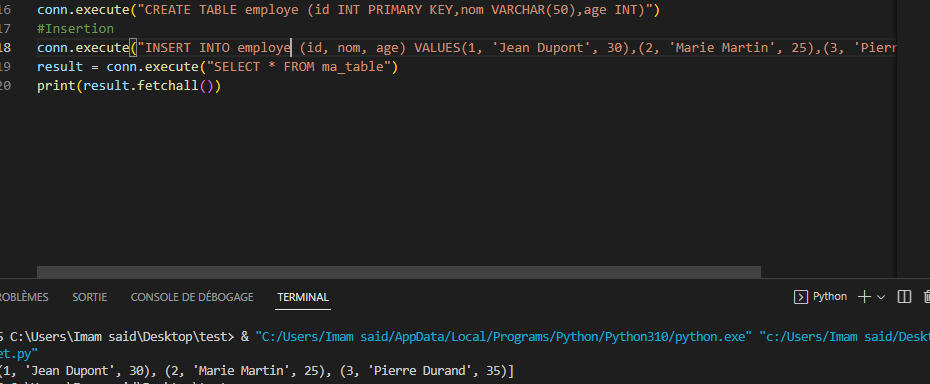 16 conn.execute("CREATE TABLE employe (id INT PRIMARY KEY,nom VARCHAR(50),age INT)")
17 #Insertion
18 conn.execute("INSERT INTO employe (id, nom, age) VALUES(1, 'Jean Dupont', 30),(2, 'Marie Martin', 25),(3, 'Pierr
19 result = conn.execute("SELECT * FROM ma_table")
20 print(result.fetchall())
ROBLÈMES SORTIE CONSOLE DE DÉBOGAGE TERMINAL Python
S C:\Users\Imam said\Desktop\test> & "C:/Users/Imam said/AppData/Local/Programs/Python/Python310/python.exe" "c:/Users/Imam said/Deskt
et.py"
(1, 'Jean Dupont', 30), (2, 'Marie Martin', 25), (3, 'Pierre Durand', 35)]